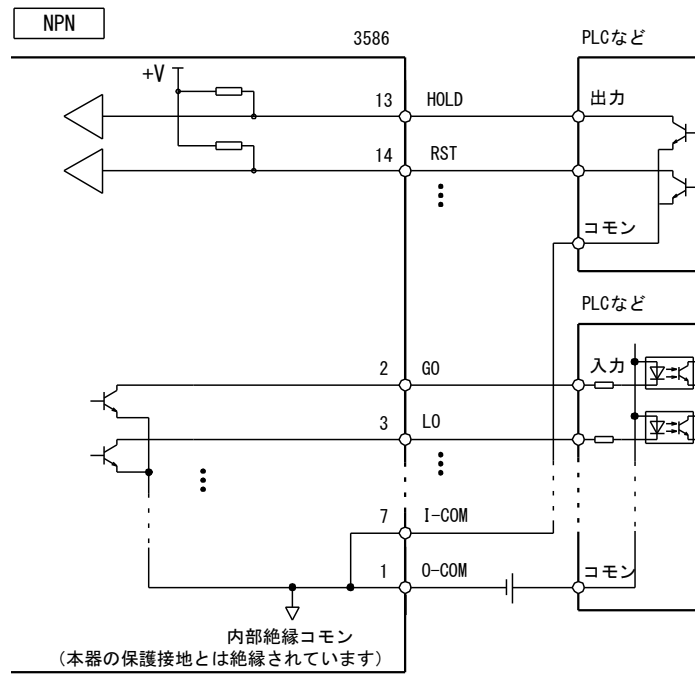 NPN
3586
PLCなど
+V
13 HOLD 出力
14 RST
コモン
PLCなど
入力
2 GO
3 LO
7 I-COM
1 O-COM コモン
内部絶縁コモン
(本器の保護接地とは絶縁されています)